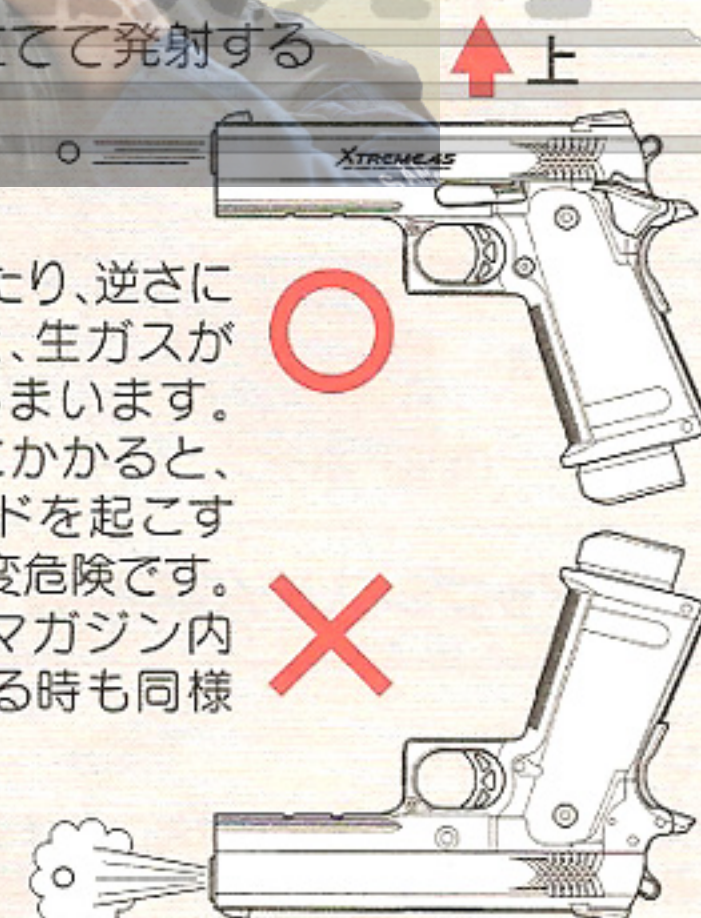 てて発射する
上
XTREME.45
たり、逆さに
、生ガスが
まいます。
かかると、
ドを起こす
変危険です。
マガジン内
る時も同様